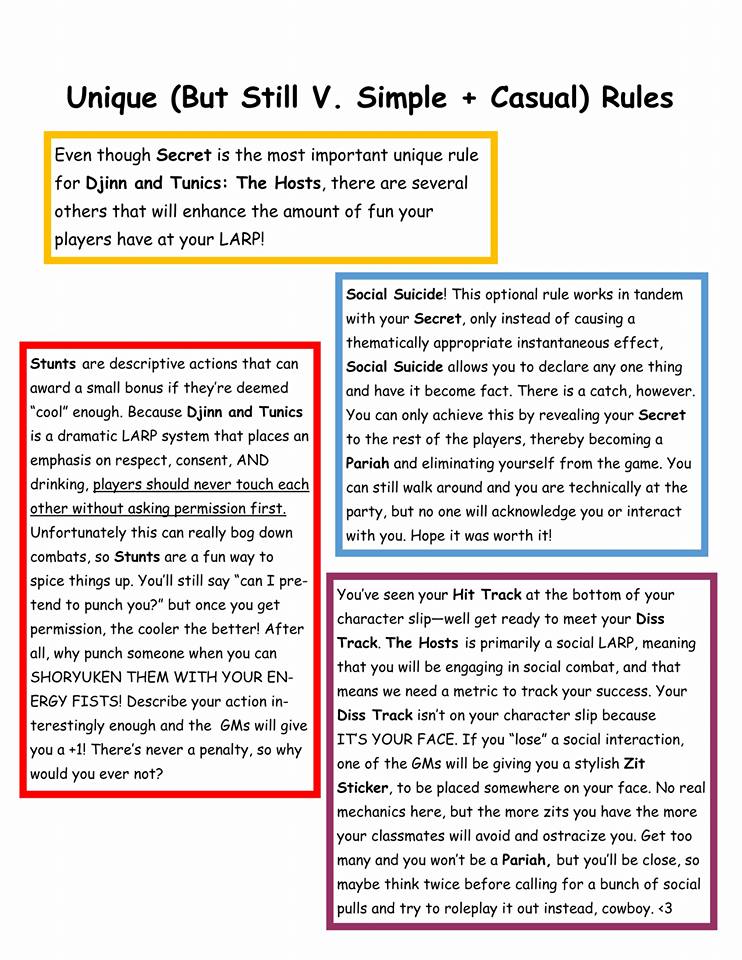 Unique (But Still V. Simple + Casual) Rules
Even though Secret is the most important unique rule
for Djinn and Tunics: The Hosts, there are several
others that will enhance the amount of fun your
players have at your LARP!
Social Suicide! This optional rule works in tandem
with your Secret, only instead of causing a
thematically appropriate instantaneous effect,
Social Suicide allows you to declare any one thing
and have it become fact. There is a catch, however.
You can only achieve this by revealing your Secret
to the rest of the players, thereby becoming a
Pariah and eliminating yourself from the game. You
can still walk around and you are technically at the
party, but no one will acknowledge you or interact
with you. Hope it was worth it!
Stunts are descriptive actions that can
award a small bonus if they're deemed
"cool" enough. Because Djinn and Tunics
is a dramatic LARP system that places an
emphasis on respect, consent, AND
drinking, players should never touch each
other without asking permission first.
Unfortunately this can really bog down
combats, so Stunts are a fun way to
spice things up. You'll still say "can I pre-
tend to punch you?" but once you get
permission, the cooler the better! After
all, why punch someone when you can
SHORYUKEN THEM WITH YOUR EN-
ERGY FISTS! Describe your action in-
terestingly enough and the GMs will give
you a +1! There's never a penalty, so why
would you ever not?
You've seen your Hit Track at the bottom of your
character slip—well get ready to meet your Diss
Track. The Hosts is primarily a social LARP, meaning
that you will be engaging in social combat, and that
means we need a metric to track your success. Your
Diss Track isn't on your character slip because
IT'S YOUR FACE. If you "lose" a social interaction,
one of the GMs will be giving you a stylish Zit
Sticker, to be placed somewhere on your face. No real
mechanics here, but the more zits you have the more
your classmates will avoid and ostracize you. Get too
many and you won't be a Pariah, but you'll be close, so
maybe think twice before calling for a bunch of social
pulls and try to roleplay it out instead, cowboy. <3